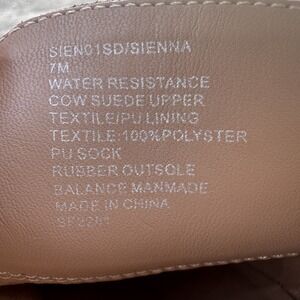 SIEN01SD/SIENNA
7M
WATER RESISTANCE
COW SUEDE UPPER
TEXTILE/PU LINING
TEXTILE:100%POLYSTER
PU SOCK
RUBBER OUTSOLE
BALANCE MANMADE
MADE IN CHINA